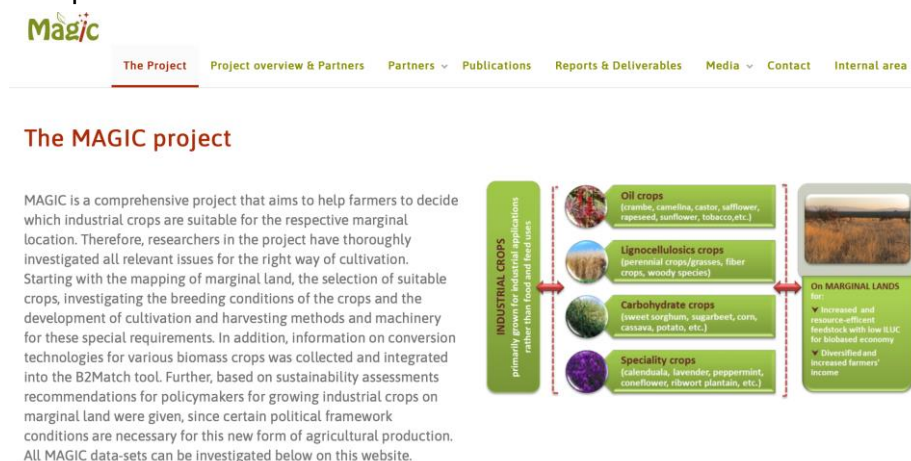 Magic
The Project Project overview & Partners Partners Publications Reports & Deliverables Media Contact Internal area
The MAGIC project
MAGIC is a comprehensive project that aims to help farmers to decide
which industrial crops are suitable for the respective marginal
location. Therefore, researchers in the project have thoroughly
investigated all relevant issues for the right way of cultivation.
Starting with the mapping of marginal land, the selection of suitable
crops, investigating the breeding conditions of the crops and the
development of cultivation and harvesting methods and machinery
for these special requirements. In addition, information on conversion
technologies for various biomass crops was collected and integrated
into the B2Match tool. Further, based on sustainability assessments
recommendations for policymakers for growing industrial crops on
marginal land were given, since certain political framework
conditions are necessary for this new form of agricultural production.
All MAGIC data-sets can be investigated below on this website.
INDUSTRIAL CROPS
primarily grown for industrial applications
rather than food and feed uses
Oil crops
(crambe, camelina, castor, safflower,
rapeseed, sunflower, tobacco,etc.)
Lignocellulosics crops
(perennial crops/grasses, fiber
crops, woody species)
Carbohydrate crops
(sweet sorghum, sugarbeet, corn,
cassava, potato, etc.)
Speciality crops
(calenduala, lavender, peppermint,
coneflower, ribwort plantain, etc.)
On MARGINAL LANDS
for:
Increased and
resource-efficent
feedstock with low ILUC
for biobased economy
Diversified and
increased farmers'
income